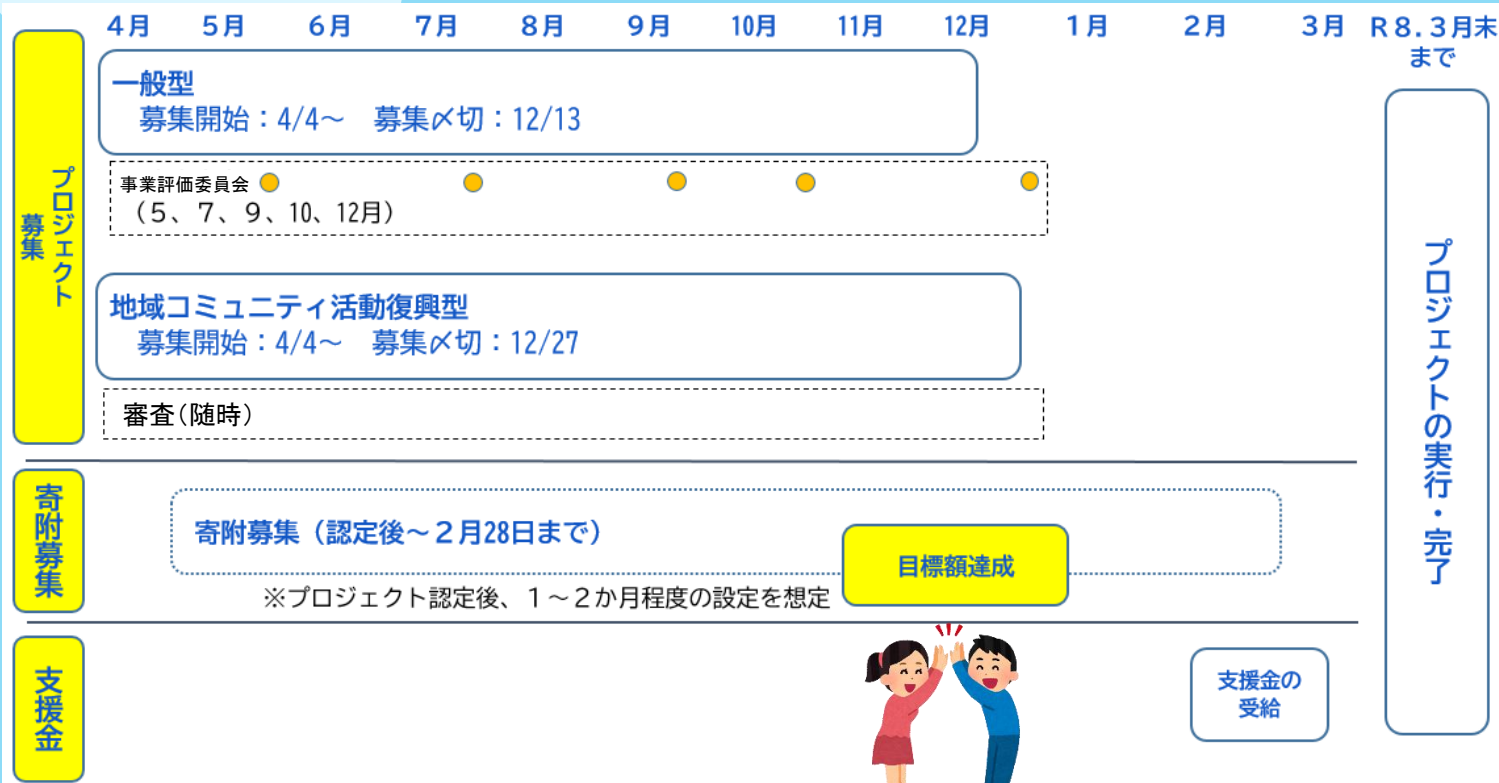 4月 5月 6月 7月 8月 9月 10月 11月 12月 1月 2月 3月 R8.3月末
まで
プロジェクト
募集
一般型
募集開始：4/4～ 募集〆切：12/13
事業評価委員会
（5、7、9、10、12月）
地域コミュニティ活動復興型
募集開始：4/4～ 募集〆切：12/27
審査(随時)
寄附募集
寄附募集（認定後～2月28日まで）
目標額達成
※プロジェクト認定後、1～2か月程度の設定を想定
支援金
支援金の
受給
プロジェクトの実行・完了